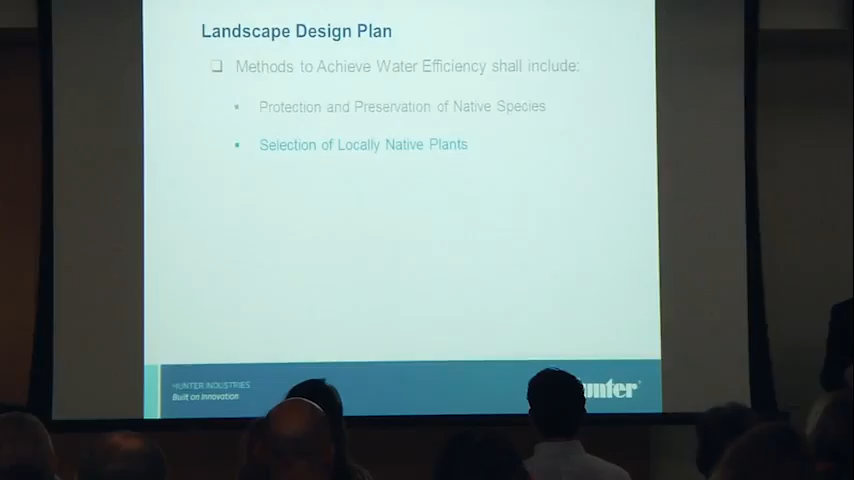 Landscape Design Plan
Methods to Achieve Water Efficiency shall include:
Protection and Preservation of Native Species
Selection of Locally Native Plants
HUNTER INDUSTRIES
Built on Innovation
unter®